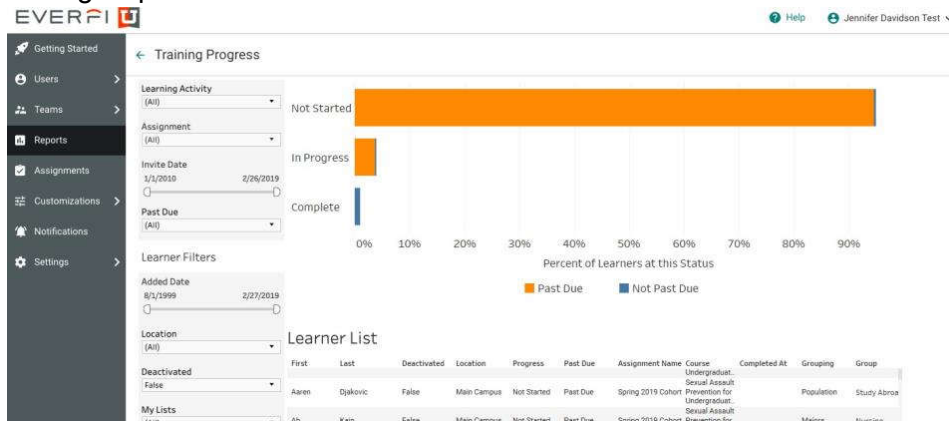 EVERFI
Help
Jennifer Davidson Test
Getting Started
Users
Teams
Reports
Assignments
Customizations
Notifications
Settings
← Training Progress
Learning Activity
(All)
Assignment
(All)
Invite Date
1/1/2010 2/26/2019
Past Due
(All)
Learner Filters
Added Date
8/1/1999 2/27/2019
Location
(All)
Deactivated
False
My Lists
Not Started
In Progress
Complete
0% 10% 20% 30% 40% 50% 60% 70% 80% 90%
Percent of Learners at this Status
Past Due Not Past Due
Learner List
First Last Deactivated Location Progress Past Due Assignment Name Course Completed At Grouping Group
Undergraduat..
Sexual Assault
Aaren Djakovic False Main Campus Not Started Past Due Spring 2019 Cohort Prevention for Population Study Abroa
Undergraduat..
Sexual Assault
Ab Kain False Main Campus Not Started Past Due Spring 2019 Cohort Prevention for Majors Nursing